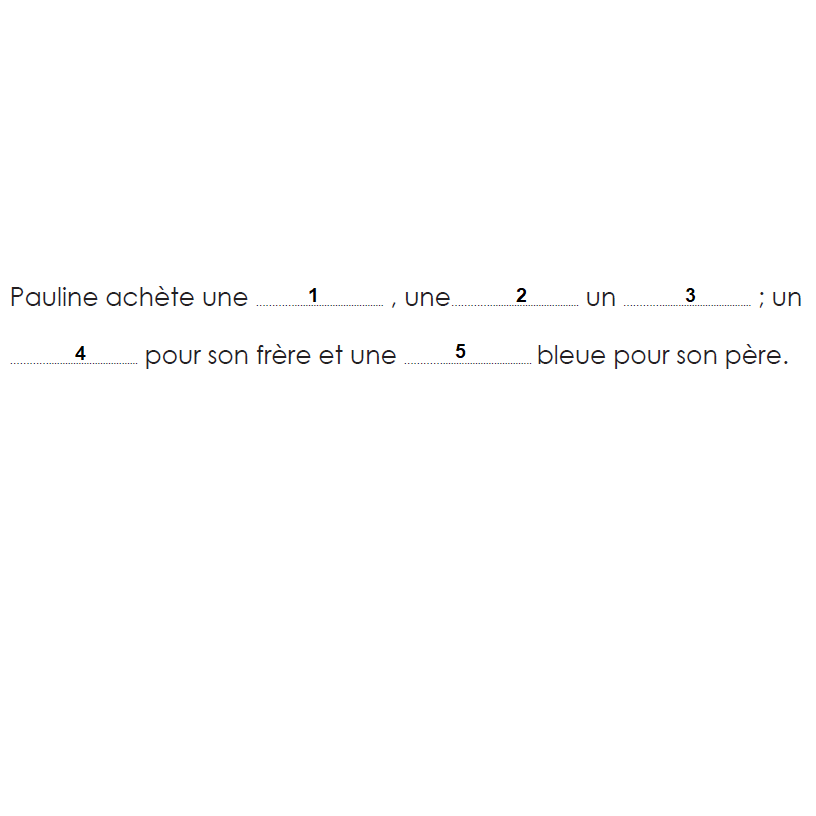 Pauline achète une 1 , une 2 un 3 ; un
4 pour son frère et une 5 bleue pour son père.